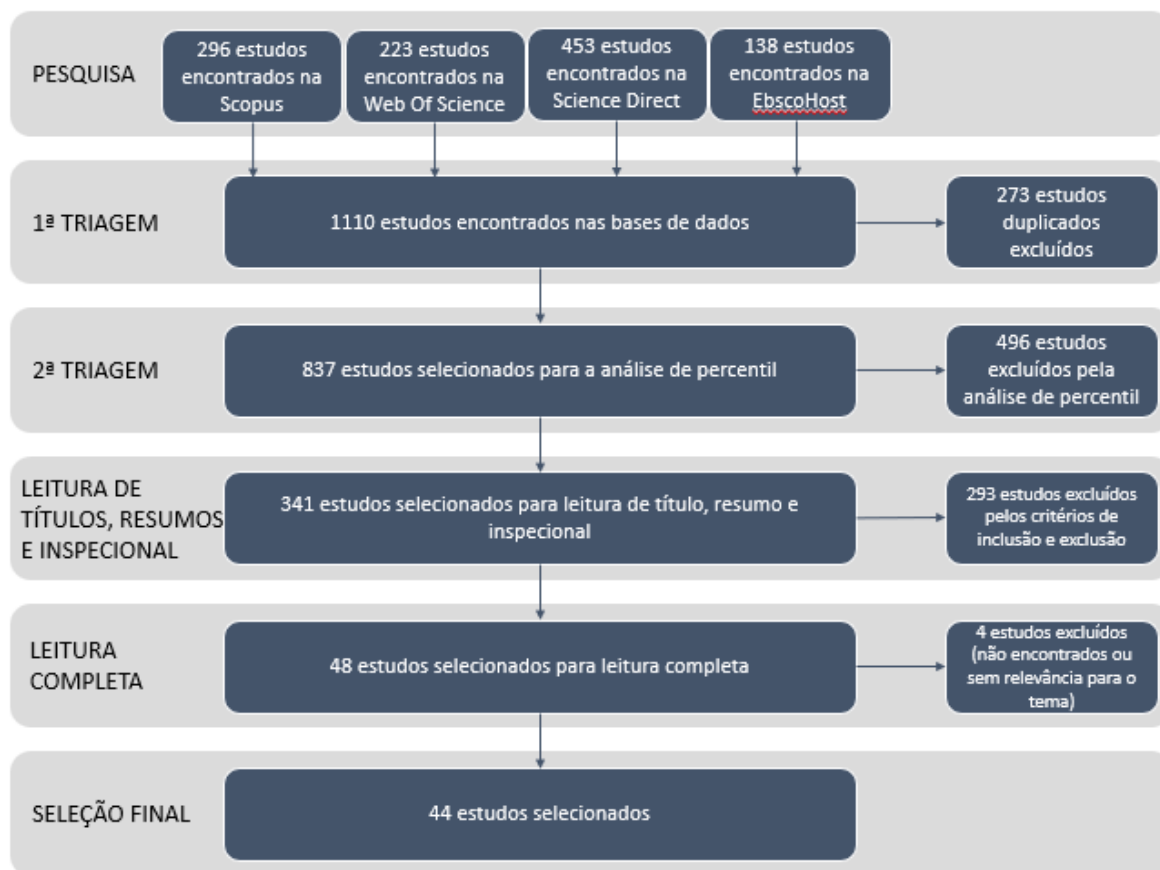 PESQUISA
296 estudos
encontrados na
Scopus
223 estudos
encontrados na
Web Of Science
453 estudos
encontrados na
Science Direct
138 estudos
encontrados na
EbscoHost
1ª TRIAGEM
1110 estudos encontrados nas bases de dados
273 estudos
duplicados
excluídos
2ª TRIAGEM
837 estudos selecionados para a análise de percentil
496 estudos
excluídos pela
análise de percentil
LEITURA DE
TÍTULOS, RESUMOS
E INSPECIONAL
341 estudos selecionados para leitura de título, resumo e
inspecional
293 estudos excluídos
pelos critérios de
inclusão e exclusão
LEITURA
COMPLETA
48 estudos selecionados para leitura completa
4 estudos excluídos
(não encontrados ou
sem relevância para o
tema)
SELEÇÃO FINAL
44 estudos selecionados